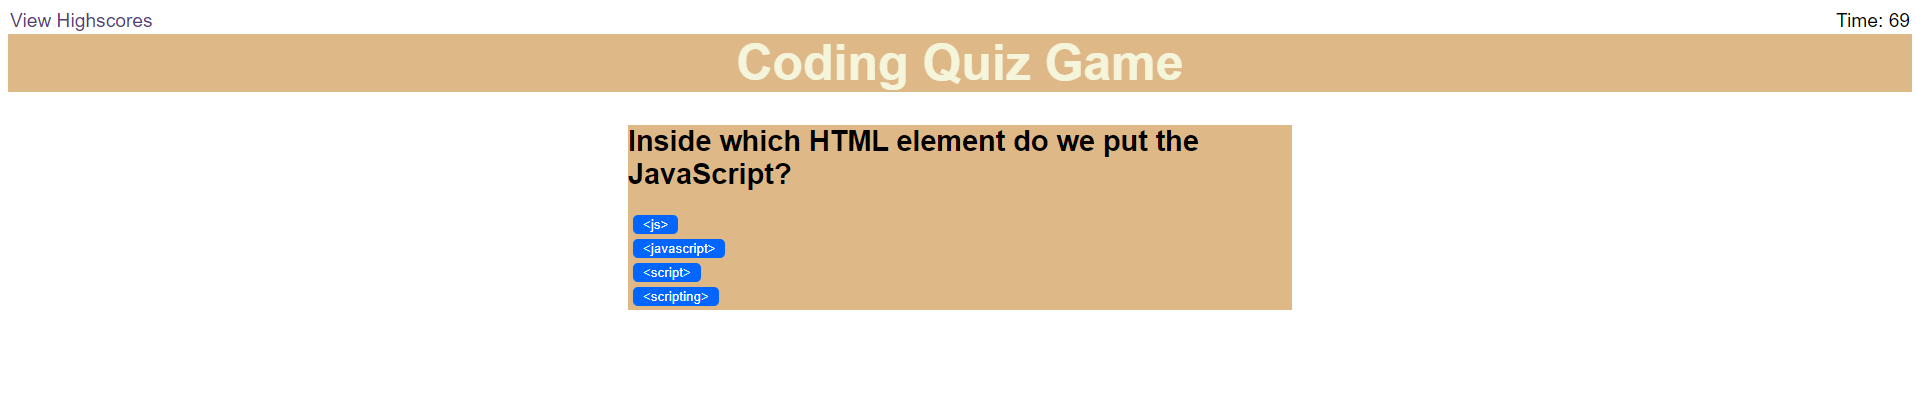 View Highscores
Time: 69
Coding Quiz Game
Inside which HTML element do we put the
JavaScript?
<js>
<javascript>
<script>
<scripting>